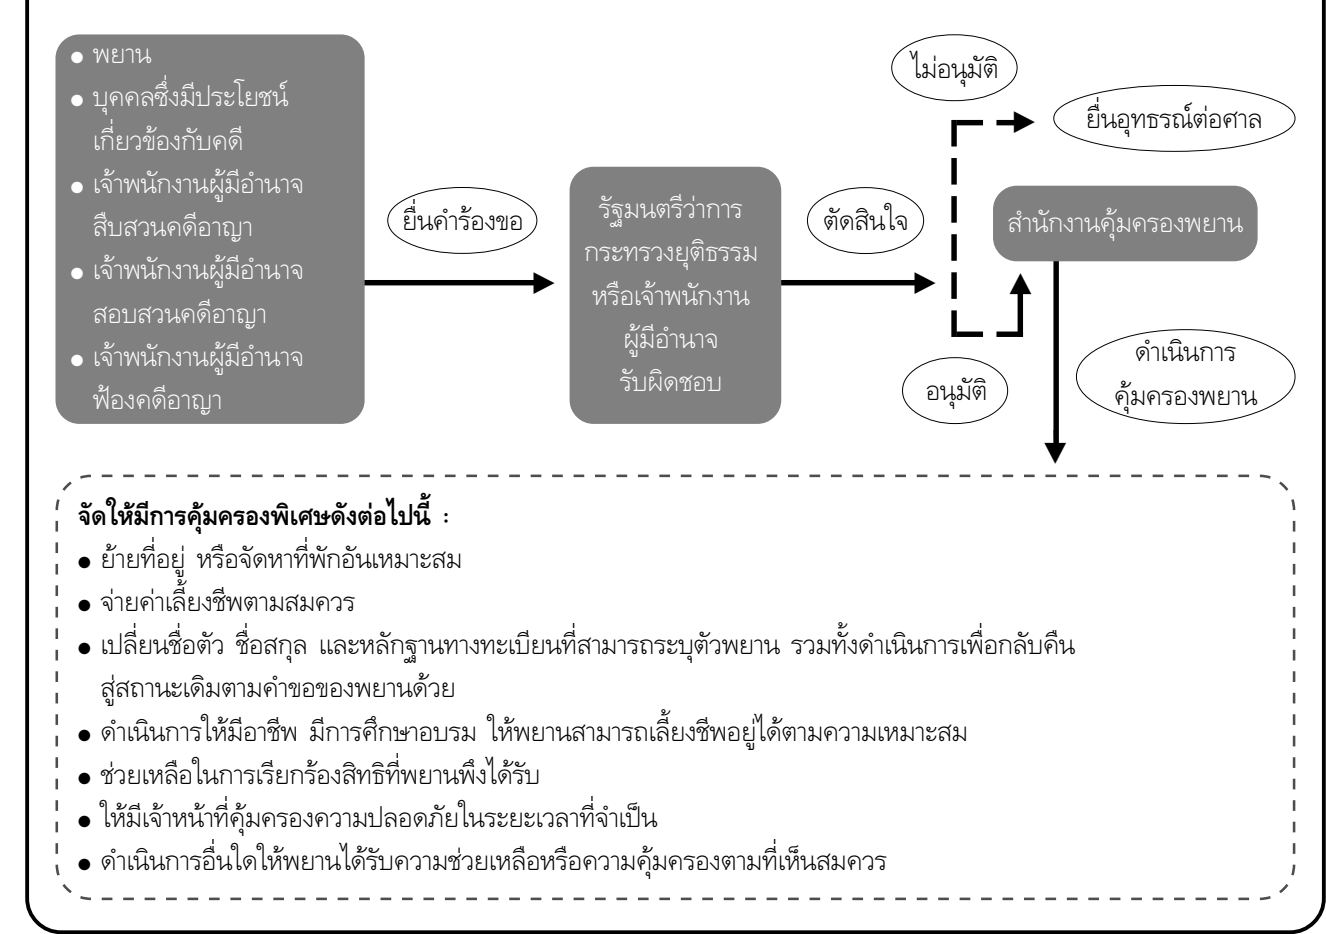 ● พยาน
● บุคคลซึ่งมีประโยชน์
เกี่ยวข้องกับคดี
● เจ้าพนักงานผู้มีอำนาจ
สืบสวนคดีอาญา
● เจ้าพนักงานผู้มีอำนาจ
สอบสวนคดีอาญา
● เจ้าพนักงานผู้มีอำนาจ
ฟ้องคดีอาญา
ยื่นคำร้องขอ
รัฐมนตรีว่าการ
กระทรวงยุติธรรม
หรือเจ้าพนักงาน
ผู้มีอำนาจ
รับผิดชอบ
ตัดสินใจ
ไม่อนุมัติ
ยื่นอุทธรณ์ต่อศาล
อนุมัติ
สำนักงานคุ้มครองพยาน
ดำเนินการ
คุ้มครองพยาน
จัดให้มีการคุ้มครองพิเศษดังต่อไปนี้ :
● ย้ายที่อยู่ หรือจัดหาที่พักอันเหมาะสม
● จ่ายค่าเลี้ยงชีพตามสมควร
● เปลี่ยนชื่อตัว ชื่อสกุล และหลักฐานทางทะเบียนที่สามารถระบุตัวพยาน รวมทั้งดำเนินการเพื่อกลับคืน
สู่สถานะเดิมตามคำขอของพยานด้วย
● ดำเนินการให้มีอาชีพ มีการศึกษาอบรม ให้พยานสามารถเลี้ยงชีพอยู่ได้ตามความเหมาะสม
● ช่วยเหลือในการเรียกร้องสิทธิที่พยานพึงได้รับ
● ให้มีเจ้าหน้าที่คุ้มครองความปลอดภัยในระยะเวลาที่จำเป็น
● ดำเนินการอื่นใดให้พยานได้รับความช่วยเหลือหรือความคุ้มครองตามที่เห็นสมควร